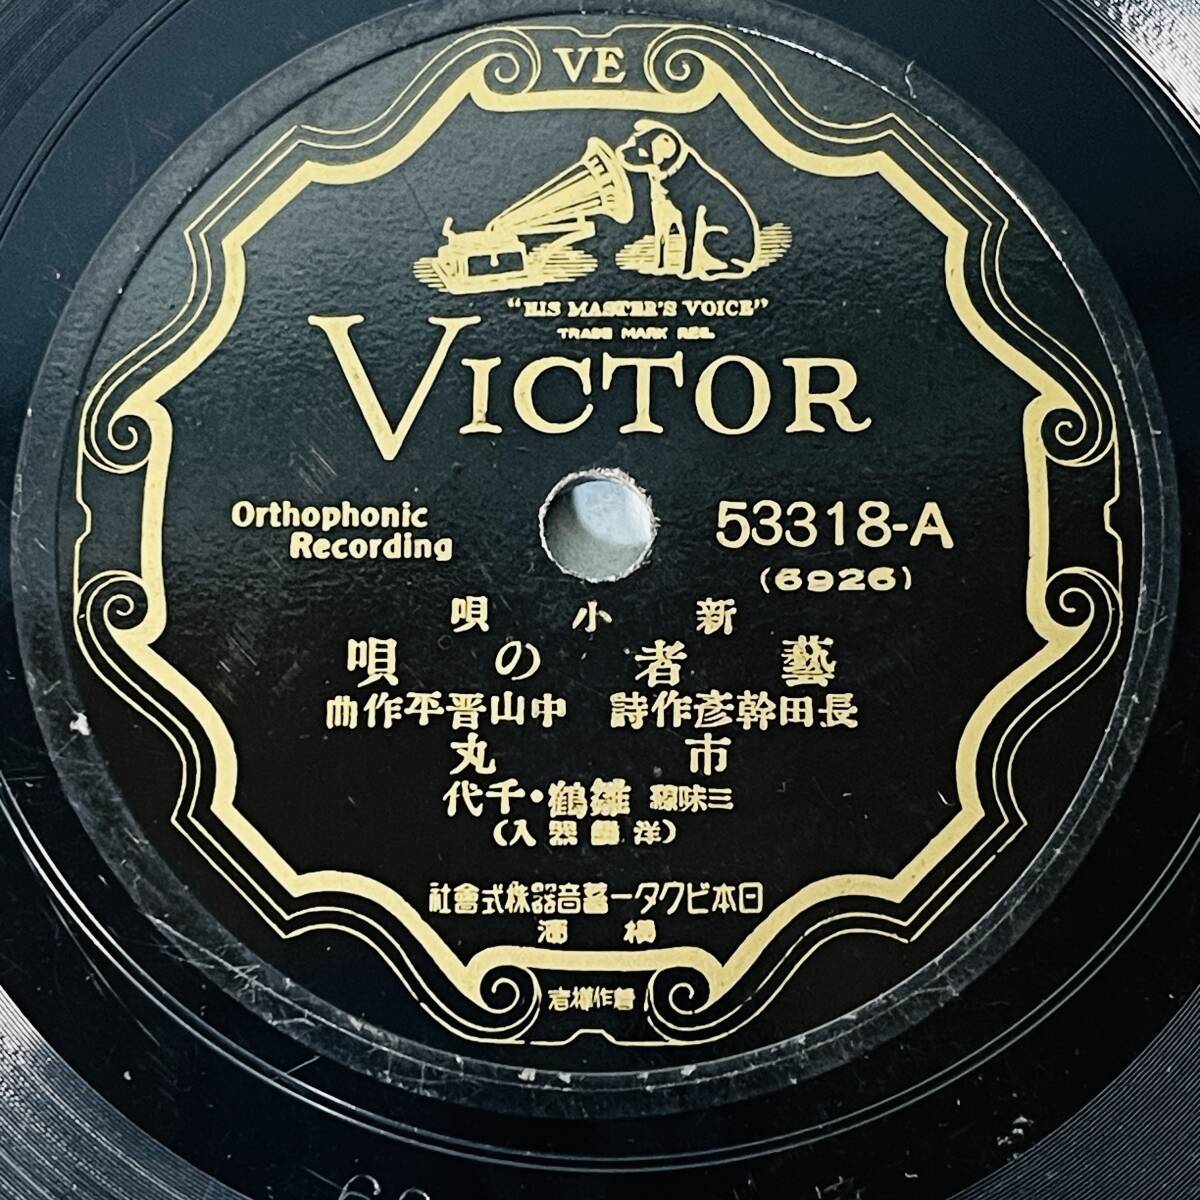 VE
"HIS MASTER'S VOICE"
TRADE MARK REG.
VICTOR
Orthophonic
Recording
53318-A
(6926)
新小唄
藝者の唄
長田幹彦作詩 中山晋平作曲
市丸
三味線 雛鶴・千代
(洋樂器入)
日本ビクター蓄音器株式會社
横濱
著作權者